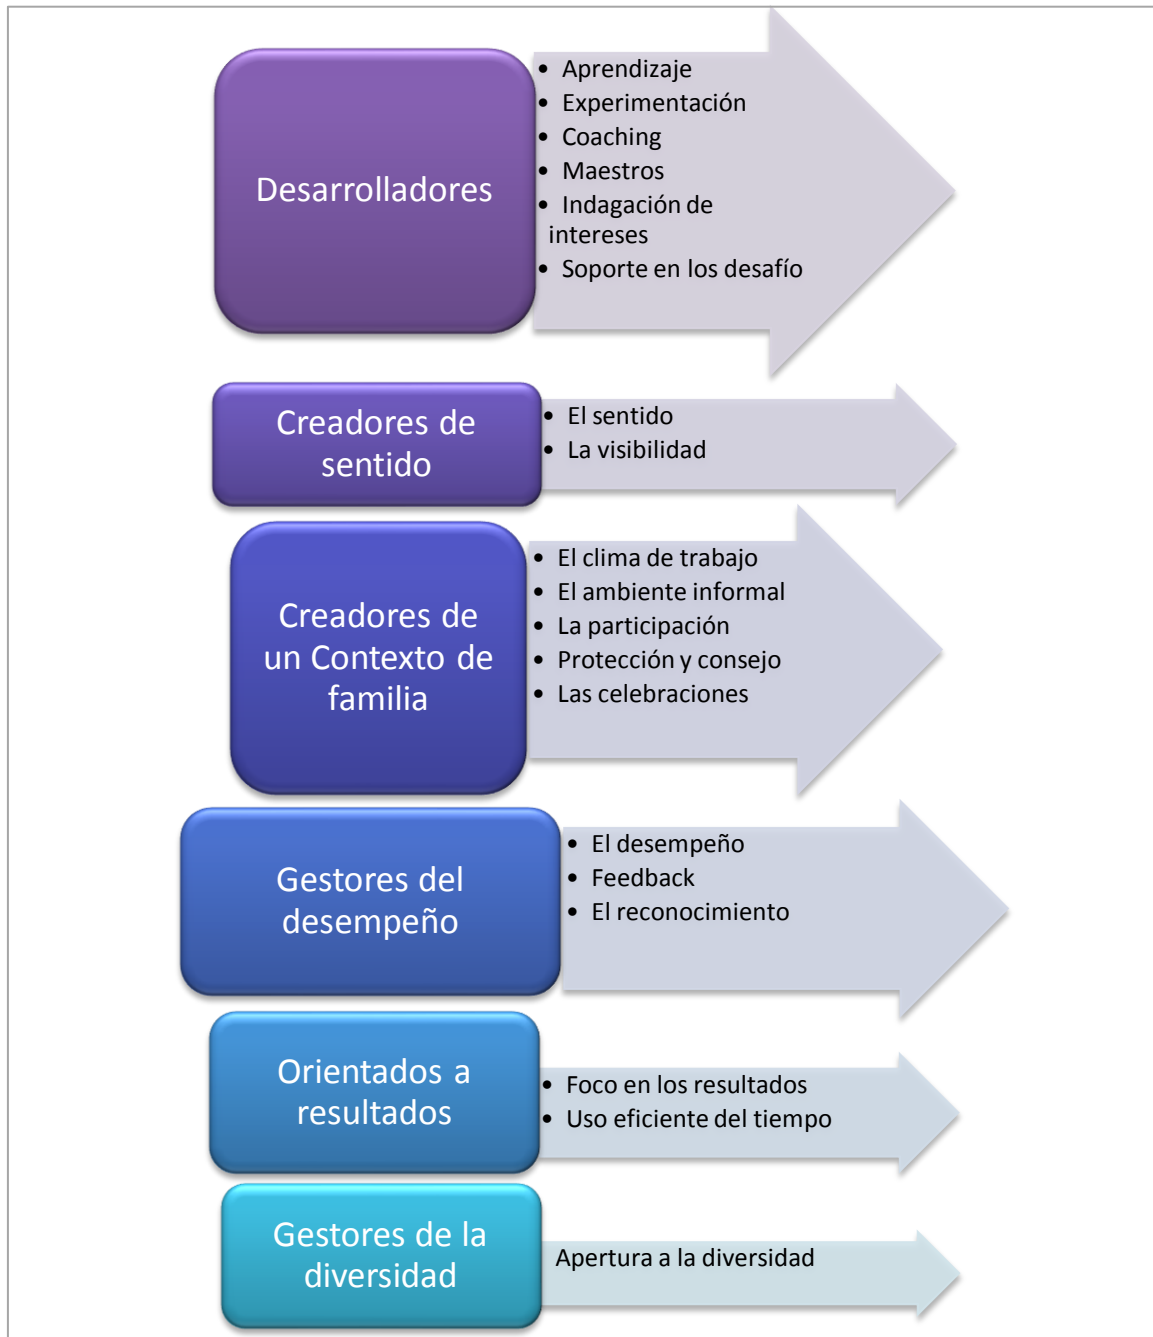 Desarrolladores
• Aprendizaje
• Experimentación
• Coaching
• Maestros
• Indagación de
intereses
• Soporte en los desafío
Creadores de
sentido
• El sentido
• La visibilidad
Creadores de
un Contexto de
familia
• El clima de trabajo
• El ambiente informal
• La participación
• Protección y consejo
• Las celebraciones
Gestores del
desempeño
• El desempeño
• Feedback
• El reconocimiento
Orientados a
resultados
• Foco en los resultados
• Uso eficiente del tiempo
Gestores de la
diversidad
Apertura a la diversidad